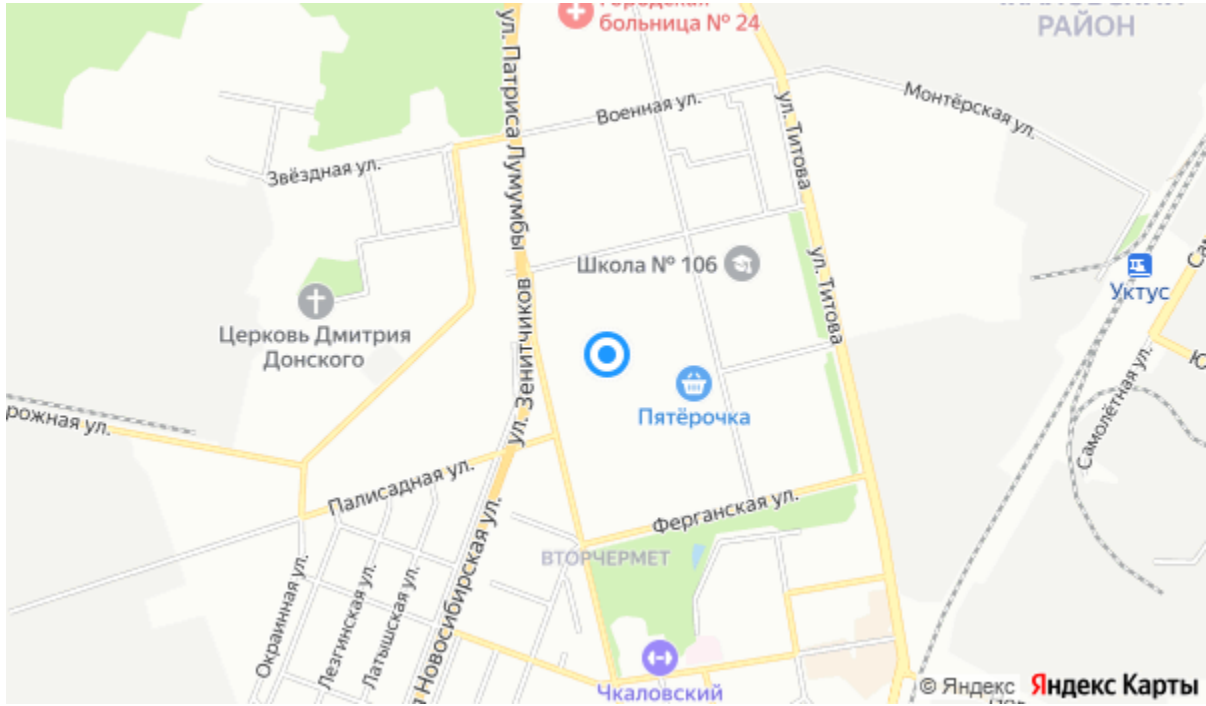 больница № 24
РАЙОН
ул. Патриса Лумумбы
Военная ул.
Монтёрская ул.
ул. Титова
Звёздная ул.
Школа № 106
ул. Титова
Уктус
Церковь Дмитрия
Донского
ул. Зенитчиков
Пятёрочка
Самолётная ул.
Палисадная ул.
Ферганская ул.
ВТОРЧЕРМЕТ
Окраинная ул.
Лезгинская ул.
Латышская ул.
Новосибирская ул.
Чкаловский
© Яндекс Яндекс Карты